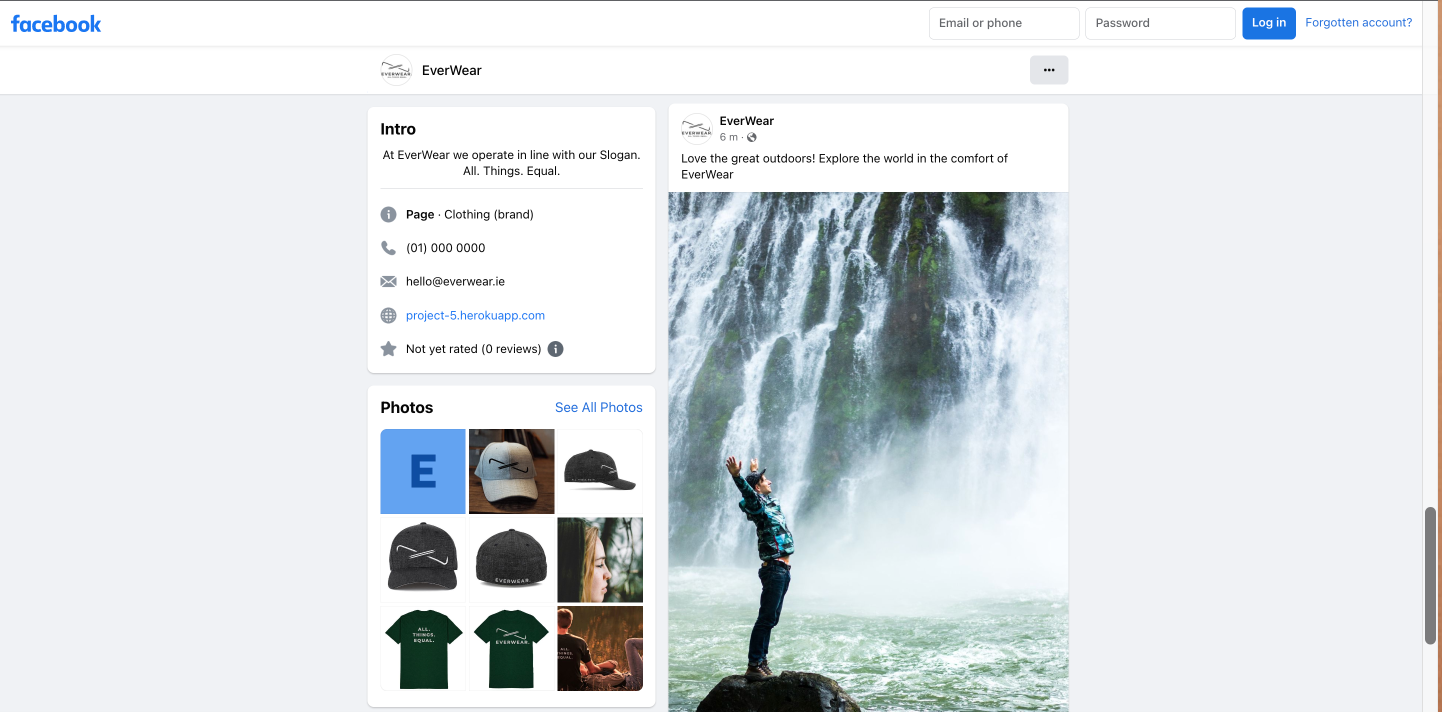 facebook
Email or phone
Password
Log in
Forgotten account?
EVERWEAR.
EverWear
Intro
At EverWear we operate in line with our Slogan.
All. Things. Equal.
Page · Clothing (brand)
(01) 000 0000
hello@everwear.ie
project-5.herokuapp.com
Not yet rated (0 reviews)
Photos
See All Photos
E
EVERWEAR.
ALL.
THINGS.
EQUAL.
EVERWEAR.
ALL.
THINGS.
EQUAL.
EVERWEAR.
EverWear
6 m ·
Love the great outdoors! Explore the world in the comfort of
EverWear